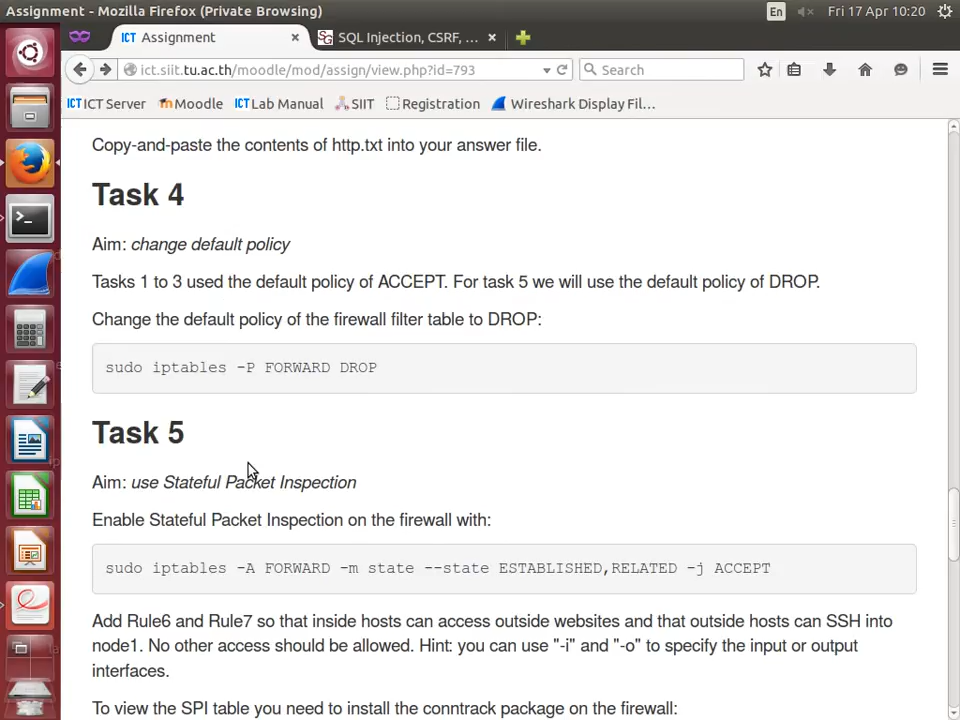 Assignment - Mozilla Firefox (Private Browsing)
En
Fri 17 Apr 10:20
ICT Assignment
SG SQL Injection, CSRF, ...
ict.siit.tu.ac.th/moodle/mod/assign/view.php?id=793
Search
ICT ICT Server
Moodle
ICT Lab Manual
SIIT
Registration
Wireshark Display Fil...
Copy-and-paste the contents of http.txt into your answer file.
Task 4
Aim: change default policy
Tasks 1 to 3 used the default policy of ACCEPT. For task 5 we will use the default policy of DROP.
Change the default policy of the firewall filter table to DROP:
sudo iptables -P FORWARD DROP
Task 5
Aim: use Stateful Packet Inspection
Enable Stateful Packet Inspection on the firewall with:
sudo iptables -A FORWARD -m state --state ESTABLISHED,RELATED -j ACCEPT
Add Rule6 and Rule7 so that inside hosts can access outside websites and that outside hosts can SSH into
node1. No other access should be allowed. Hint: you can use "-i" and "-o" to specify the input or output
interfaces.
To view the SPI table you need to install the conntrack package on the firewall: